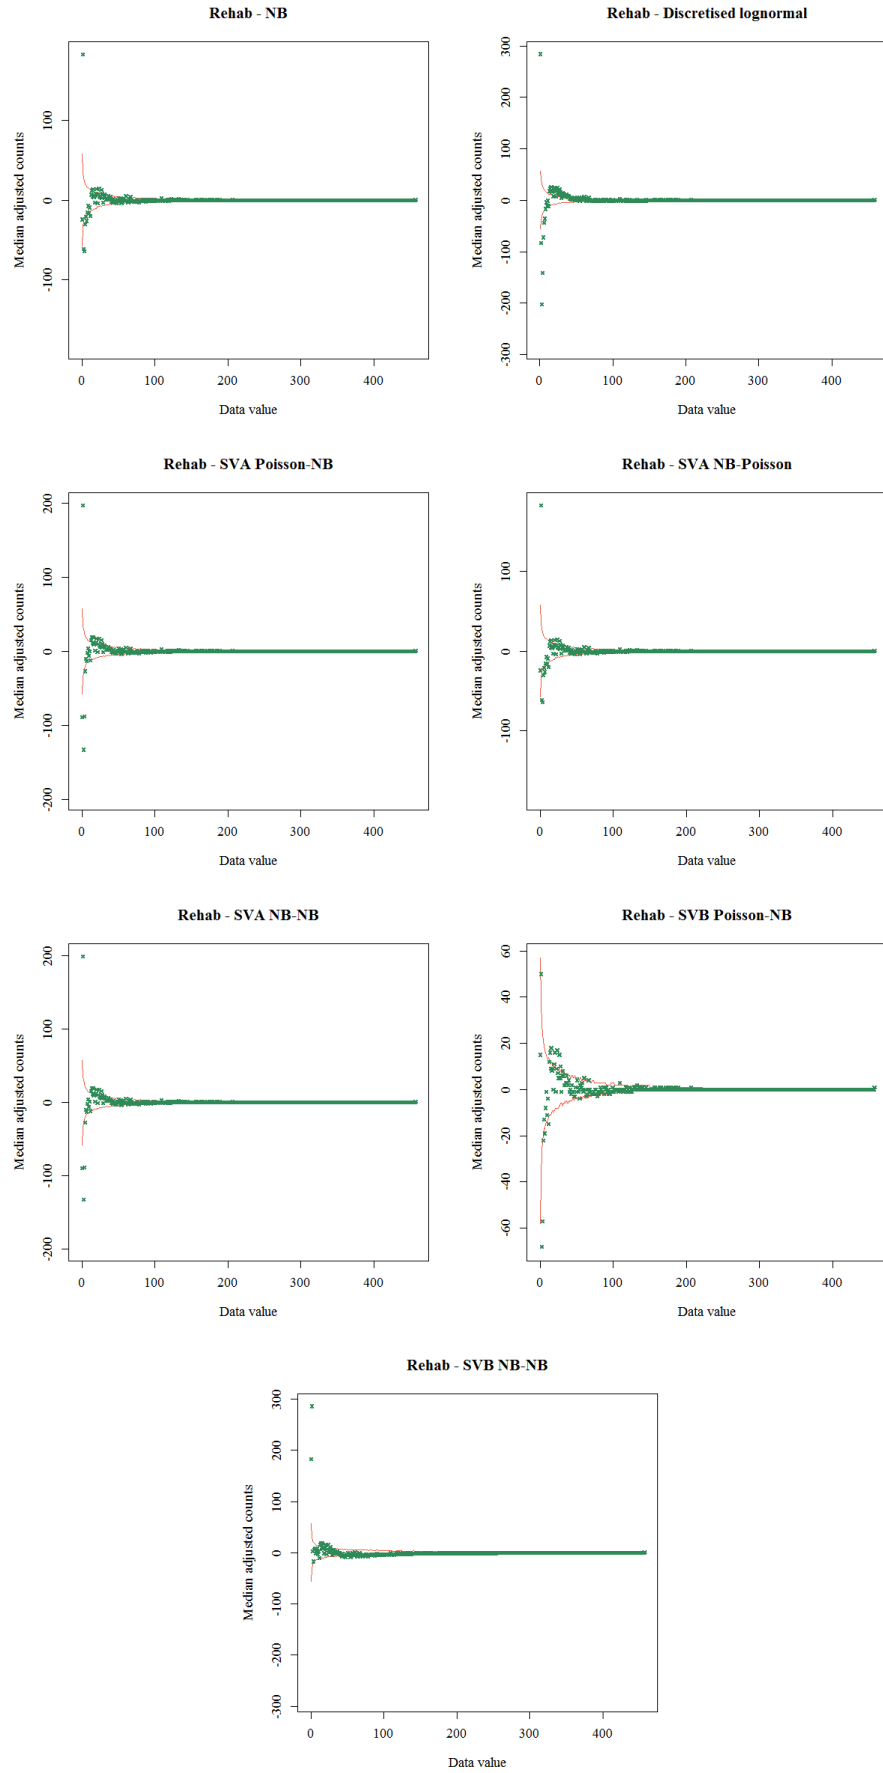 Rehab - NB
Median adjusted counts
100
0
-100
0 100 200 300 400
Data value
Rehab - Discretised lognormal
Median adjusted counts
300
200
100
0
-100
-200
-300
0 100 200 300 400
Data value
Rehab - SVA Poisson-NB
Median adjusted counts
200
100
0
-100
-200
0 100 200 300 400
Data value
Rehab - SVA NB-Poisson
Median adjusted counts
100
0
-100
0 100 200 300 400
Data value
Rehab - SVA NB-NB
Median adjusted counts
200
100
0
-100
-200
0 100 200 300 400
Data value
Rehab - SVB Poisson-NB
Median adjusted counts
60
40
20
0
-20
-40
-60
0 100 200 300 400
Data value
Rehab - SVB NB-NB
Median adjusted counts
300
200
100
0
-100
-200
-300
0 100 200 300 400
Data value